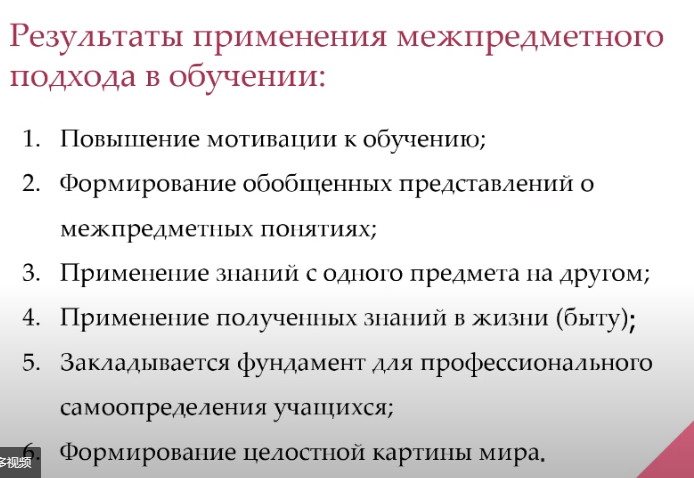 Результаты применения межпредметного
подхода в обучении:
1. Повышение мотивации к обучению;
2. Формирование обобщенных представлений о
межпредметных понятиях;
3. Применение знаний с одного предмета на другом;
4. Применение полученных знаний в жизни (быту);
5. Закладывается фундамент для профессионального
самоопределения учащихся;
6. Формирование целостной картины мира.
多视频